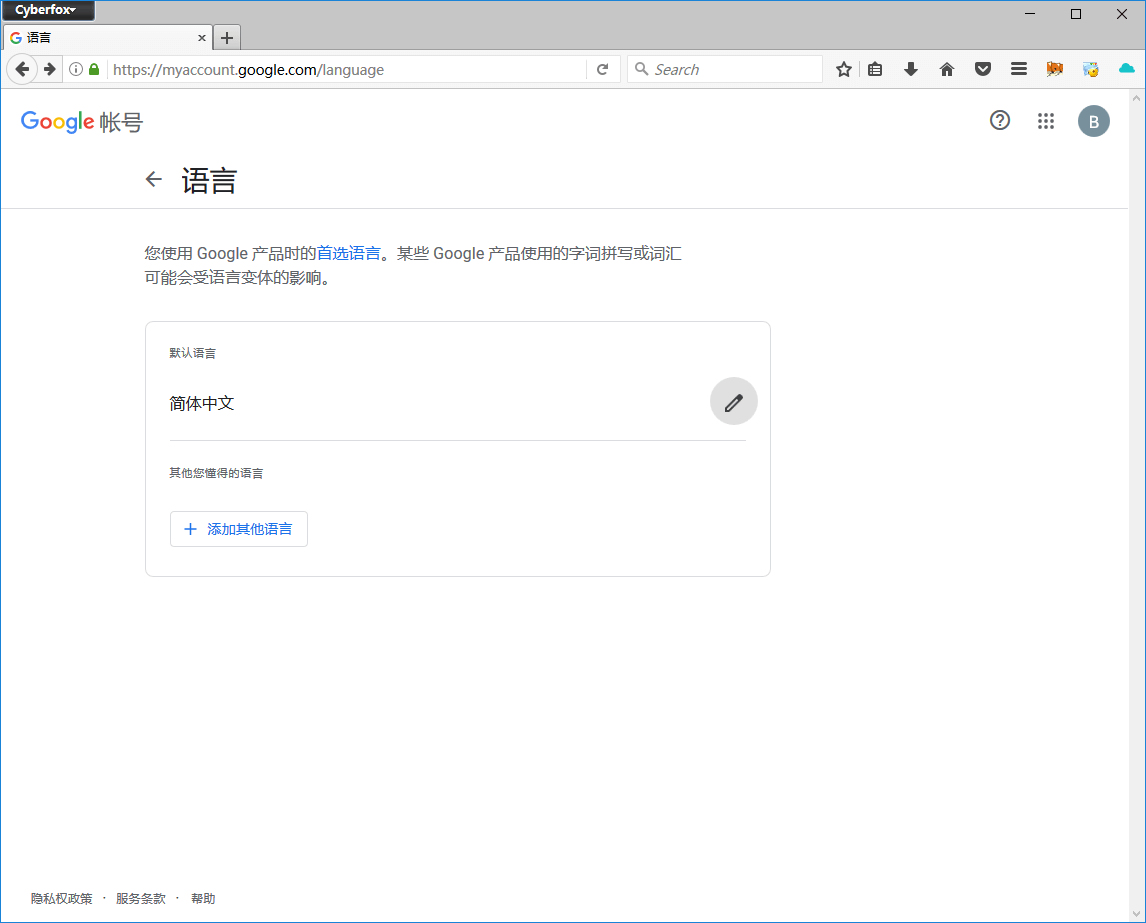 Cyberfox
语言
https://myaccount.google.com/language
Search
Google 帐号
B
语言
您使用 Google 产品时的首选语言。某些 Google 产品使用的字词拼写或词汇
可能会受语言变体的影响。
默认语言
简体中文
其他您懂得的语言
+ 添加其他语言
隐私权政策 · 服务条款 · 帮助